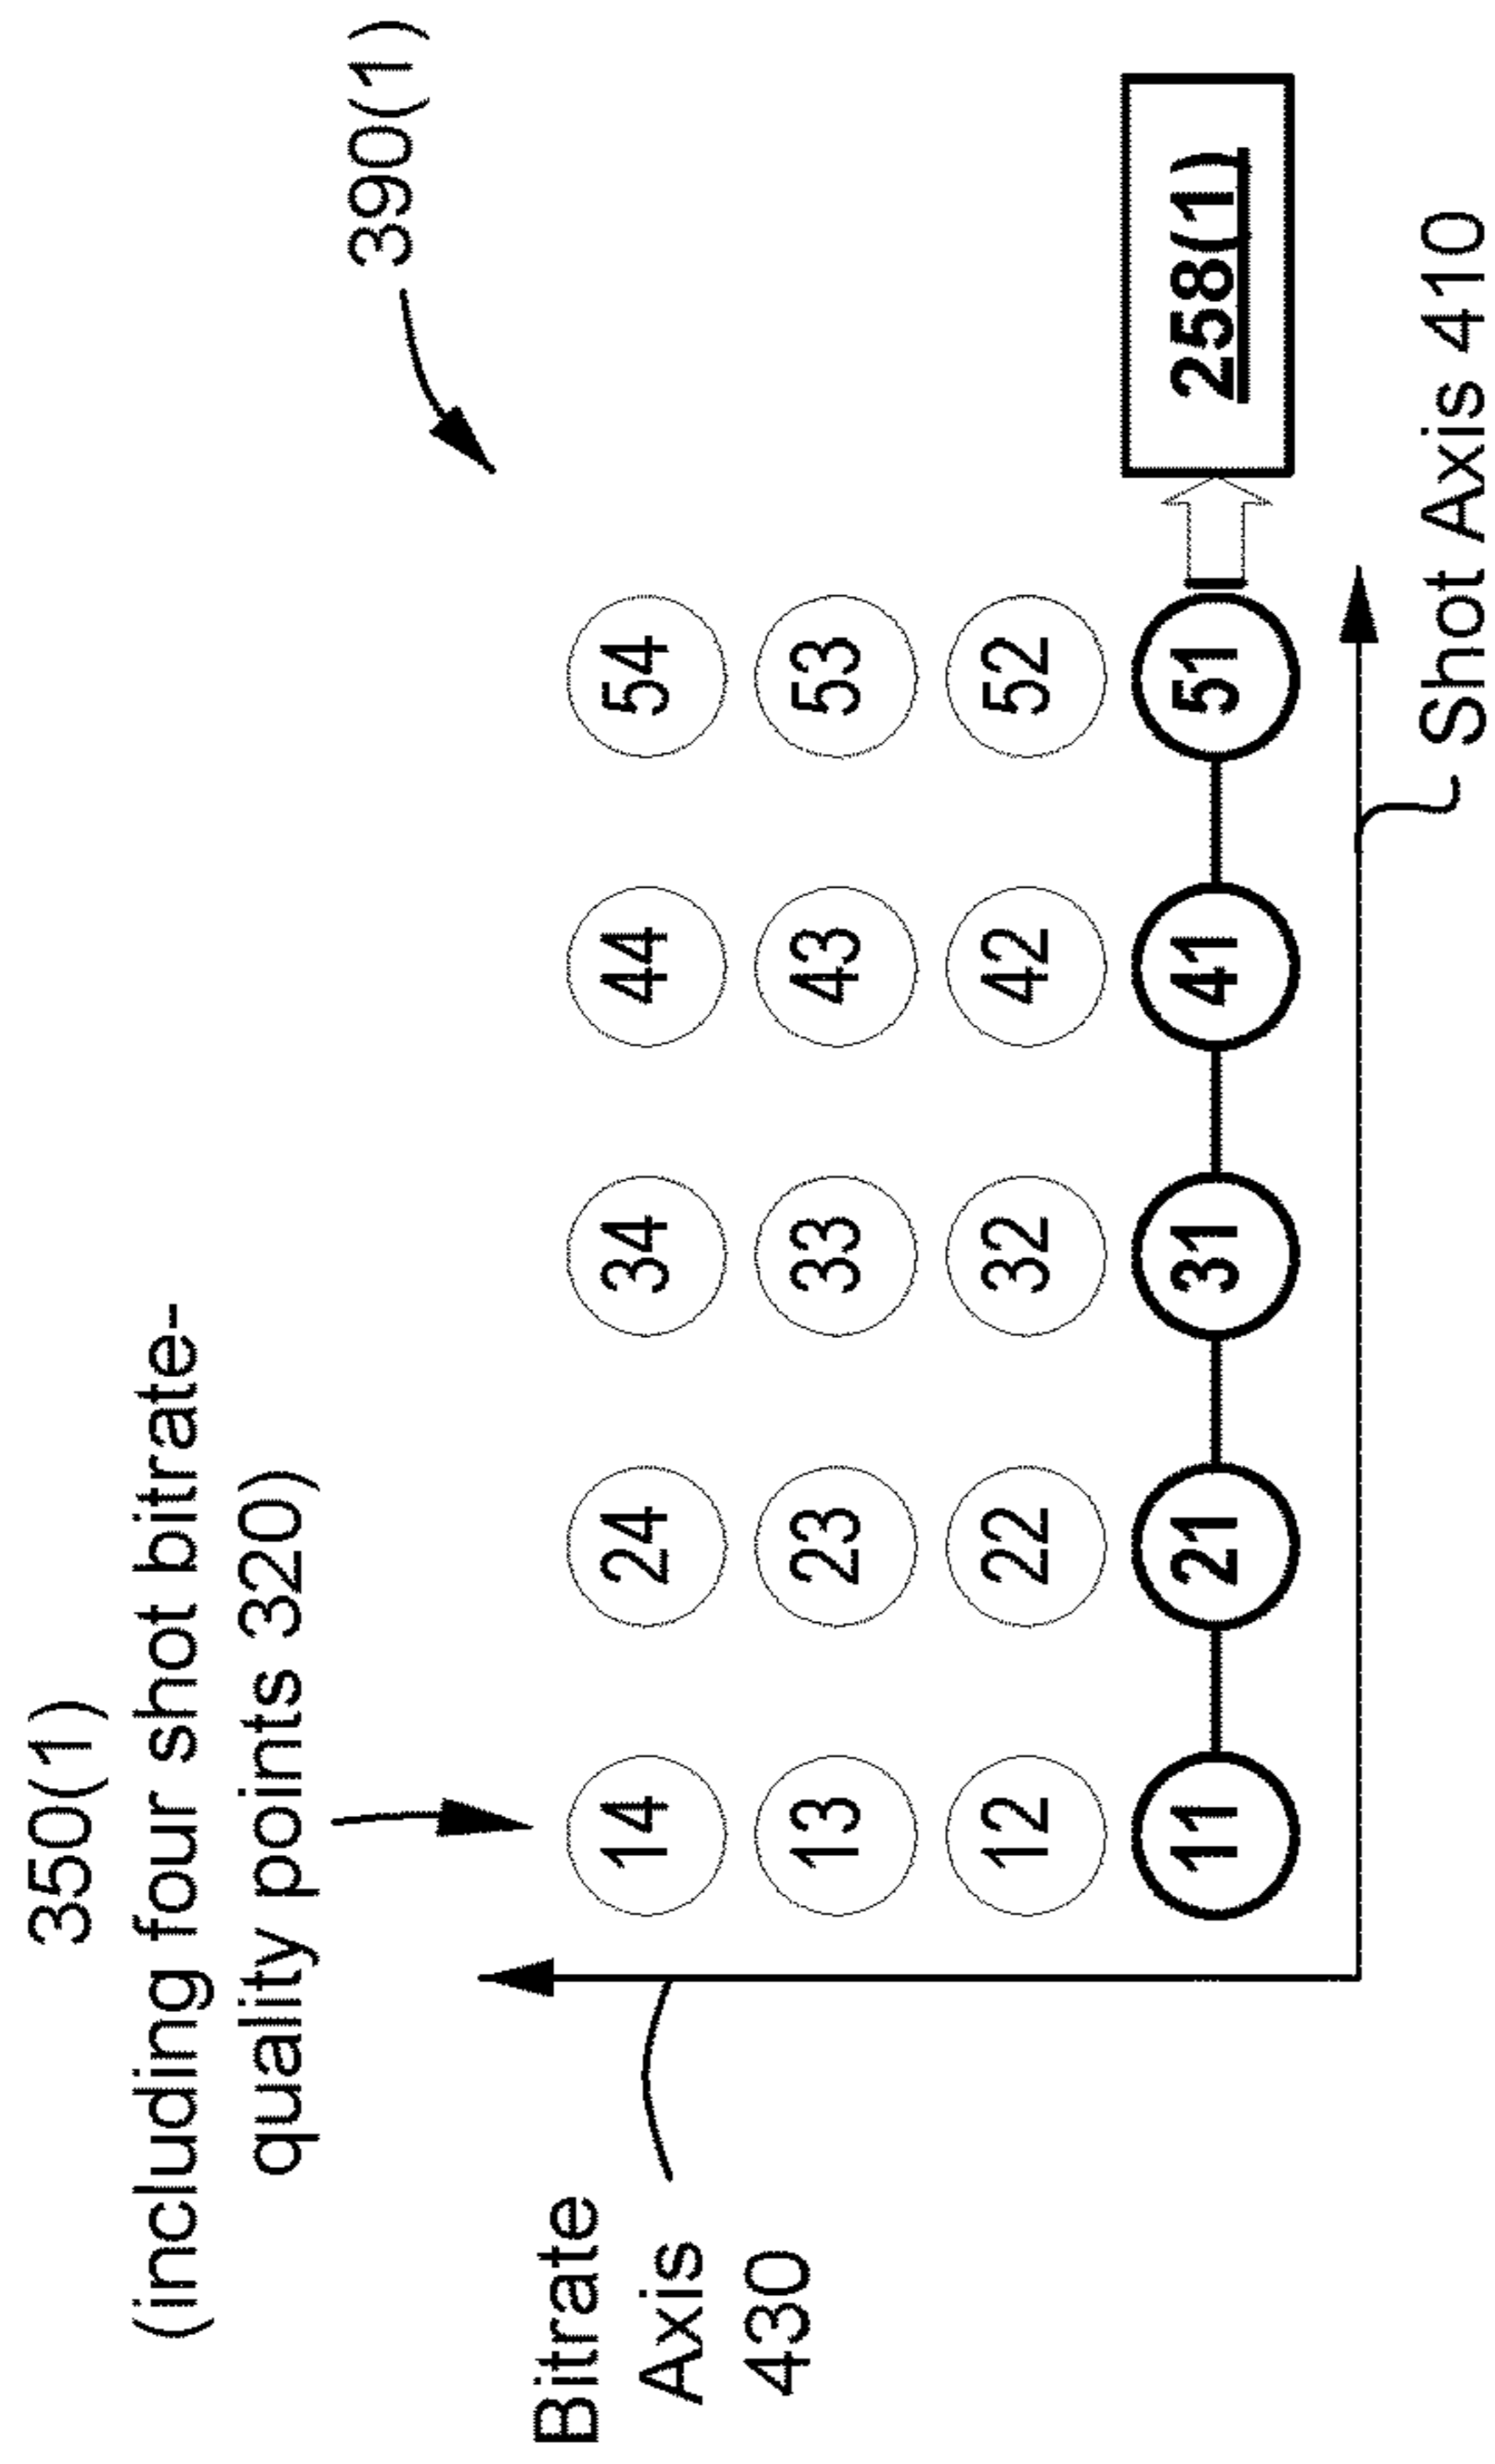 350(1)
(including four shot bitrate-
quality points 320)
390(1)
Bitrate
Axis
430
14 24 34 44 54
13 23 33 43 53
12 22 32 42 52
11 21 31 41 51
258(1)
Shot Axis 410